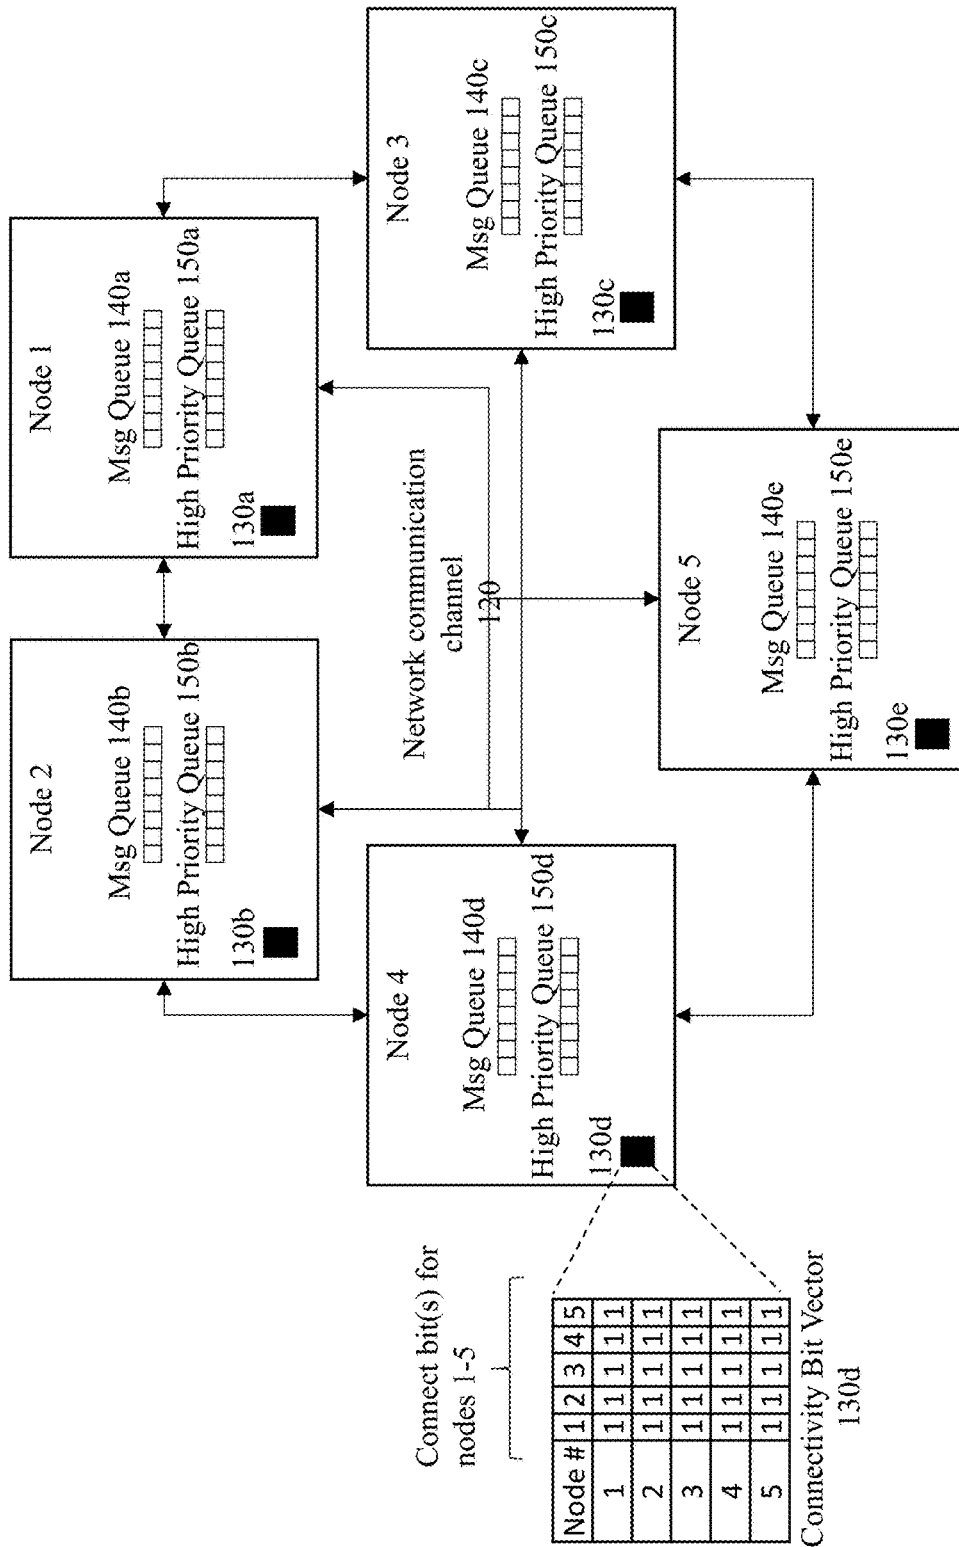 Node 2
Msg Queue 140b
High Priority Queue 150b
130b
Node 1
Msg Queue 140a
High Priority Queue 150a
130a
Node 4
Msg Queue 140d
High Priority Queue 150d
130d
Network communication
channel
120
Node 3
Msg Queue 140c
High Priority Queue 150c
130c
Node 5
Msg Queue 140e
High Priority Queue 150e
130e
Connect bit(s) for
nodes 1-5
Node # 1 2 3 4 5
1 1 1 1 1 1
2 1 1 1 1 1
3 1 1 1 1 1
4 1 1 1 1 1
5 1 1 1 1 1
Connectivity Bit Vector
130d